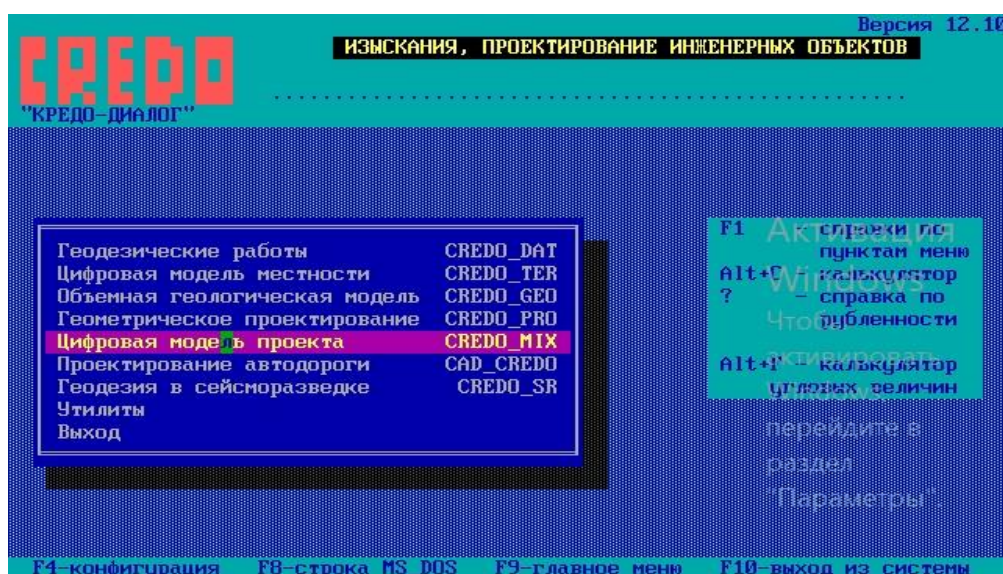 Версия 12.10
CREDO
ИЗЫСКАНИЯ, ПРОЕКТИРОВАНИЕ ИНЖЕНЕРНЫХ ОБЪЕКТОВ
"КРЕДО-ДИАЛОГ"
Геодезические работы CREDO_DAT
Цифровая модель местности CREDO_TER
Объемная геологическая модель CREDO_GEO
Геометрическое проектирование CREDO_PRO
Цифровая модель проекта CREDO_MIX
Проектирование автодороги CAD_CREDO
Геодезия в сейсморазведке CREDO_SR
Утилиты
Выход
F1 - справки по
пунктам меню
Alt+C - калькулятор
? - справка по
рубленности
Alt+F - калькулятор
угловых величин
Активация
Windows
Чтобы
активировать
Windows,
перейдите в
раздел
"Параметры".
F4-конфигурация F8-строка MS DOS F9-главное меню F10-выход из системы